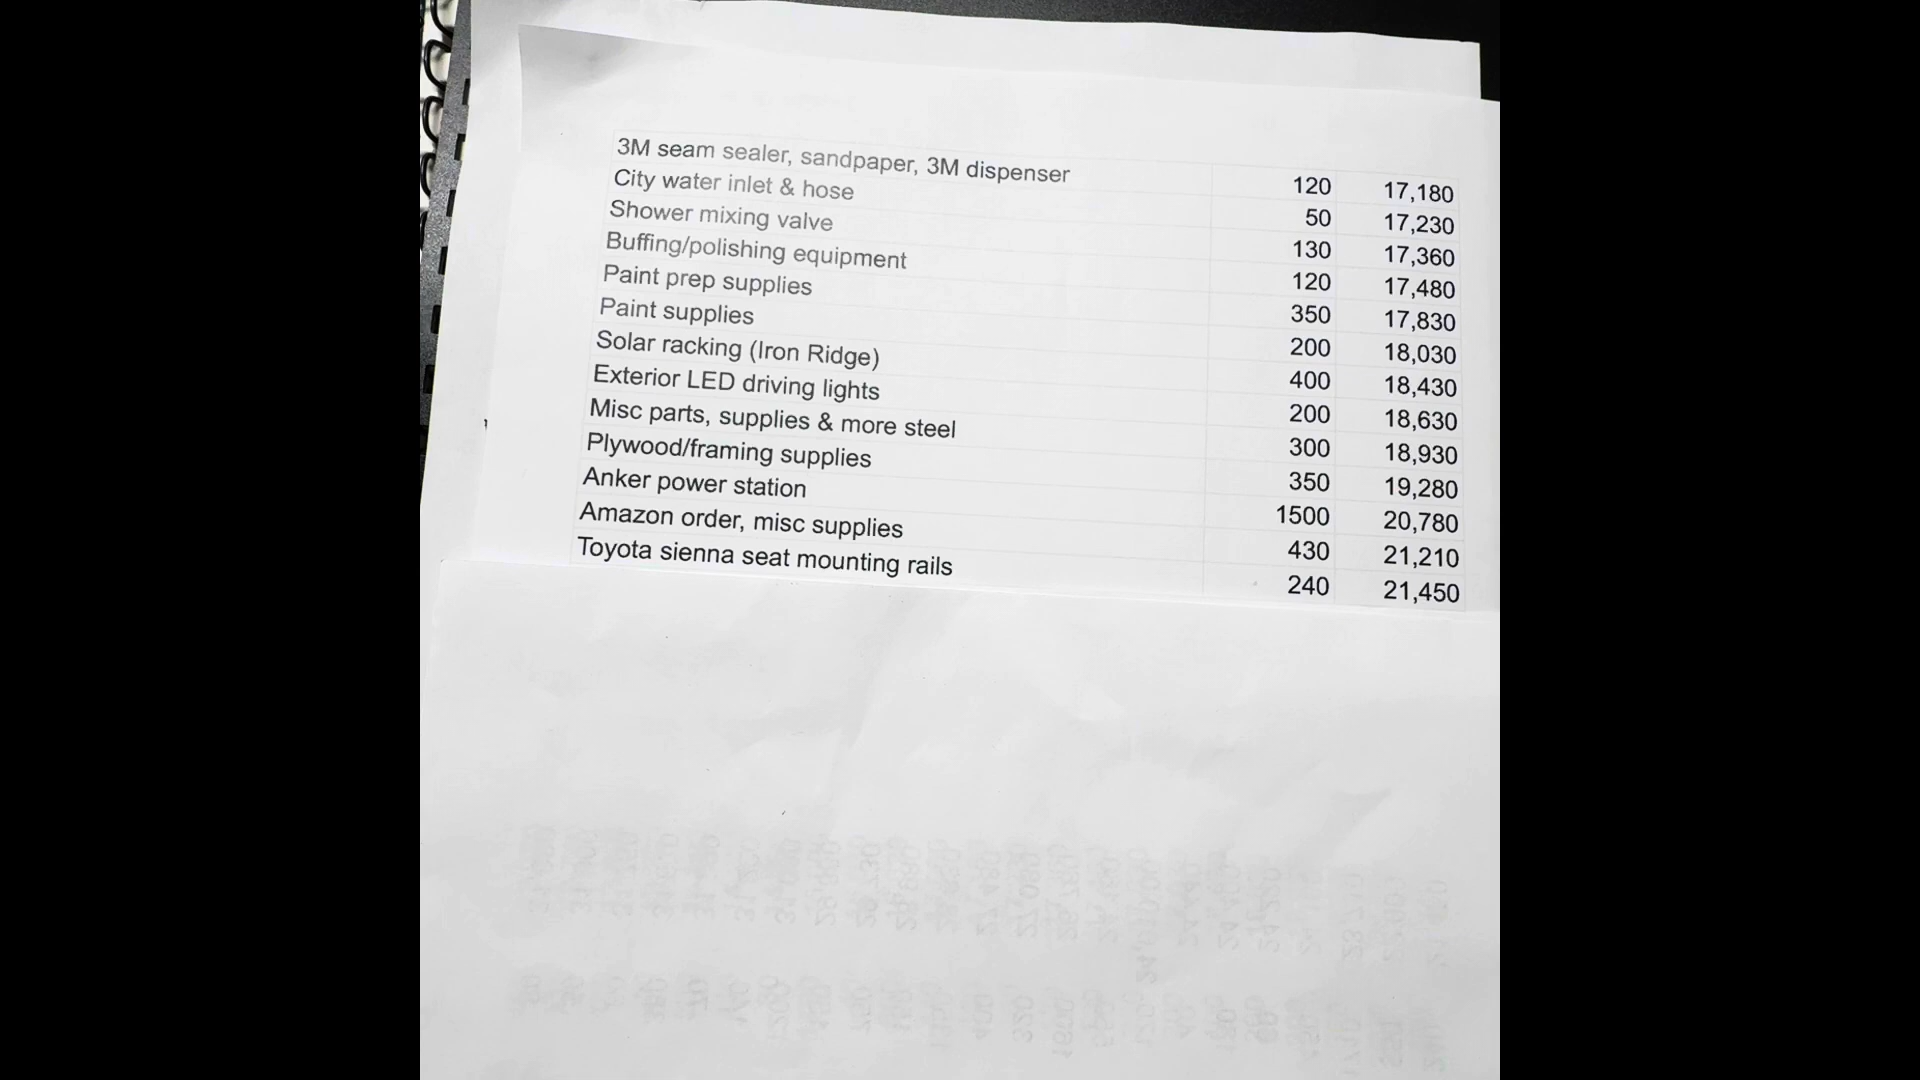 3M seam sealer, sandpaper, 3M dispenser 120 17,180
City water inlet & hose 50 17,230
Shower mixing valve 130 17,360
Buffing/polishing equipment 120 17,480
Paint prep supplies 350 17,830
Paint supplies 200 18,030
Solar racking (Iron Ridge) 400 18,430
Exterior LED driving lights 200 18,630
Misc parts, supplies & more steel 300 18,930
Plywood/framing supplies 350 19,280
Anker power station 1500 20,780
Amazon order, misc supplies 430 21,210
Toyota sienna seat mounting rails 240 21,450